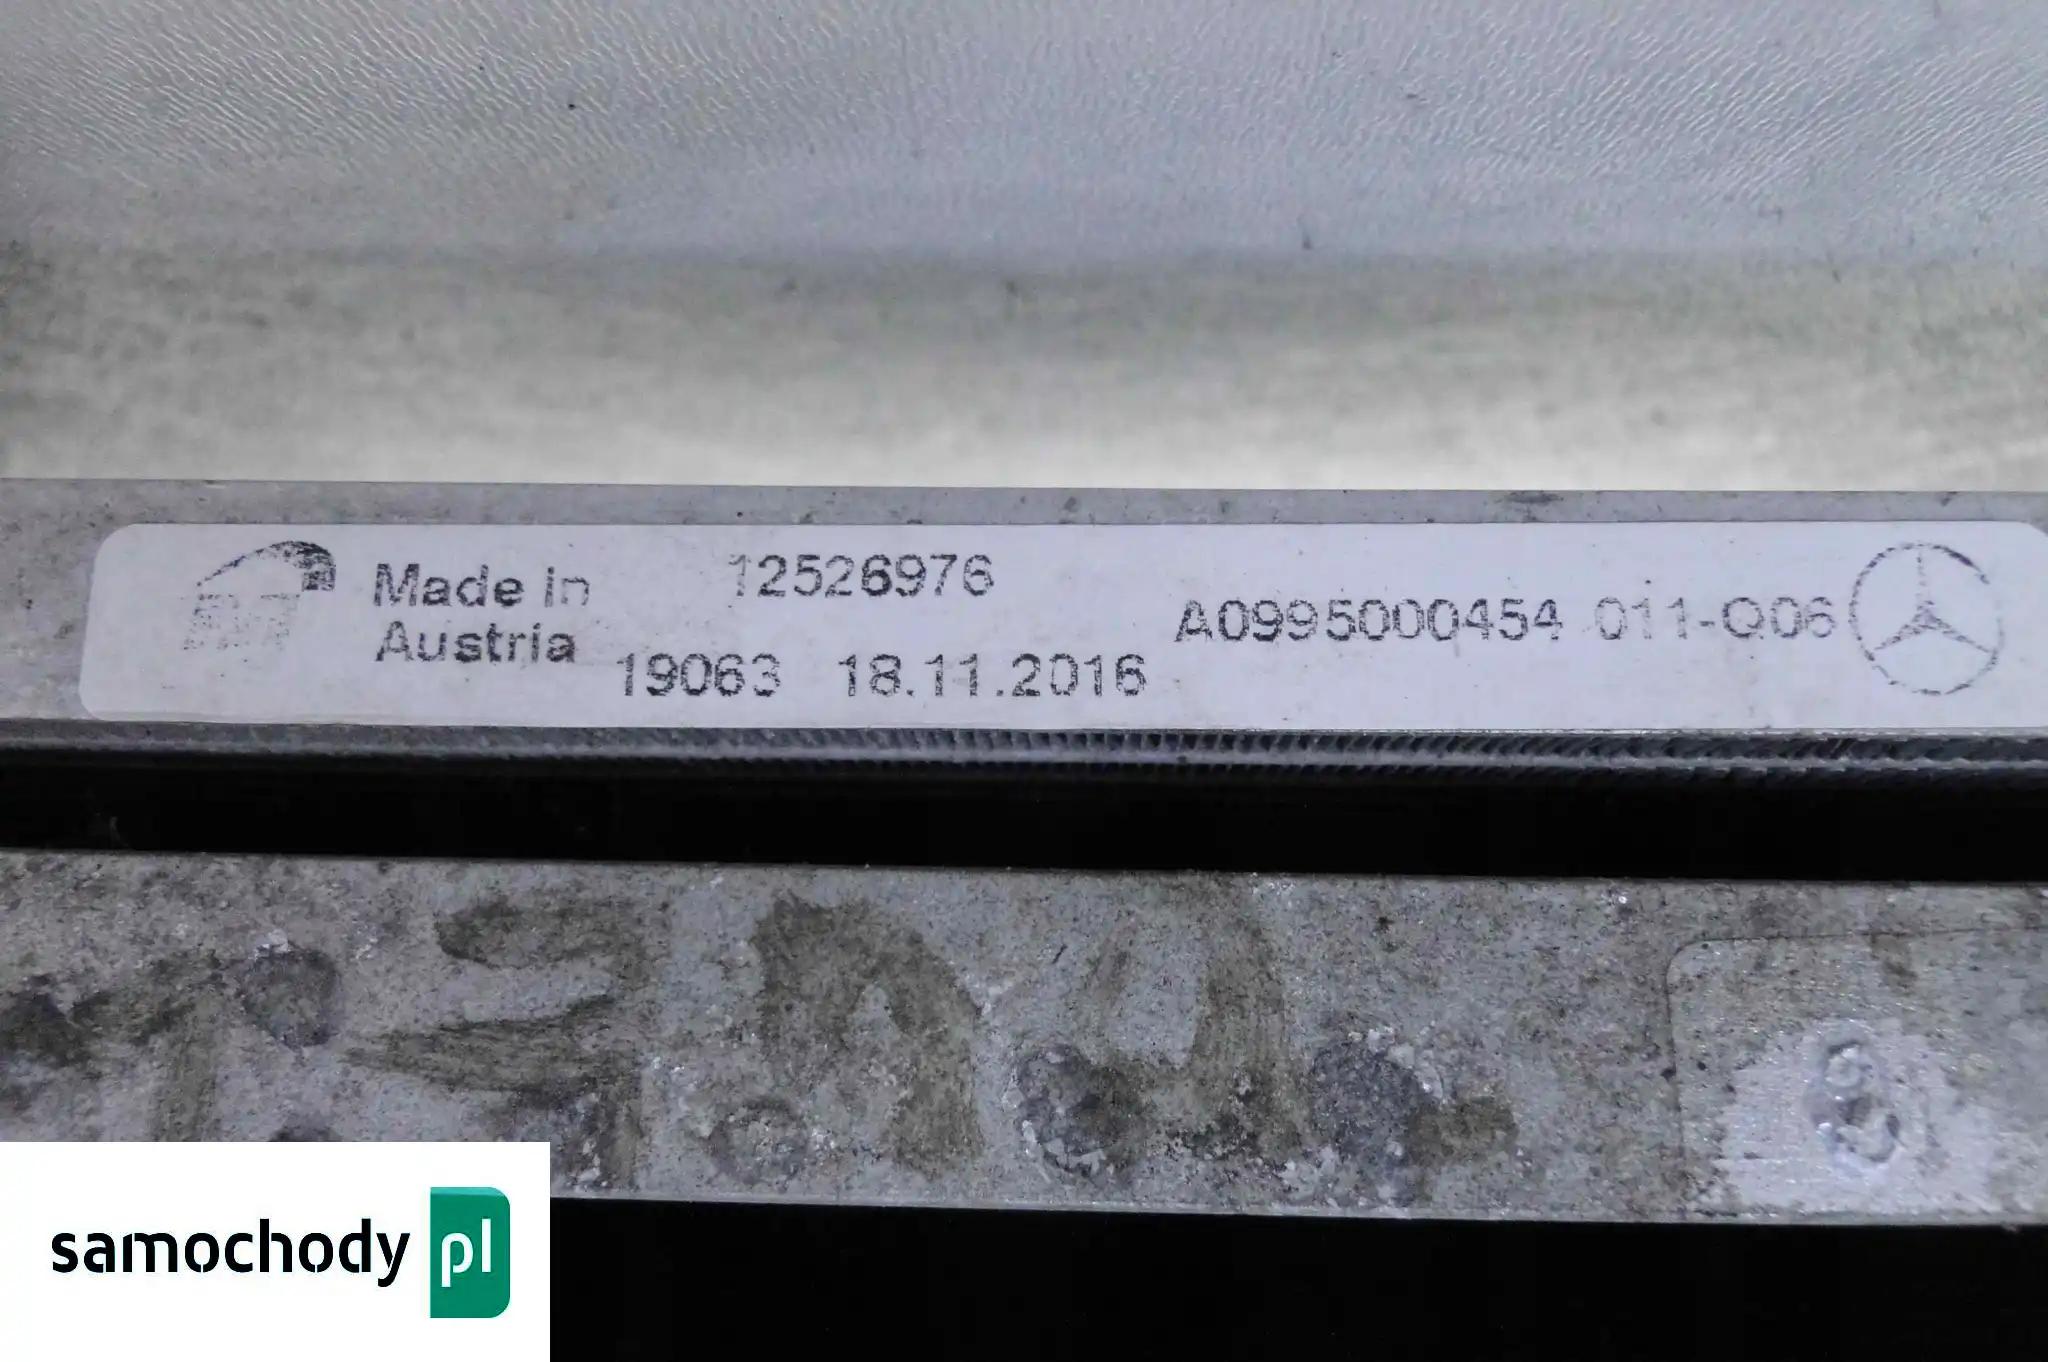 Made in
Austria
12526976
19063 18.11.2016
A0995000454 011-Q06
samochody pl